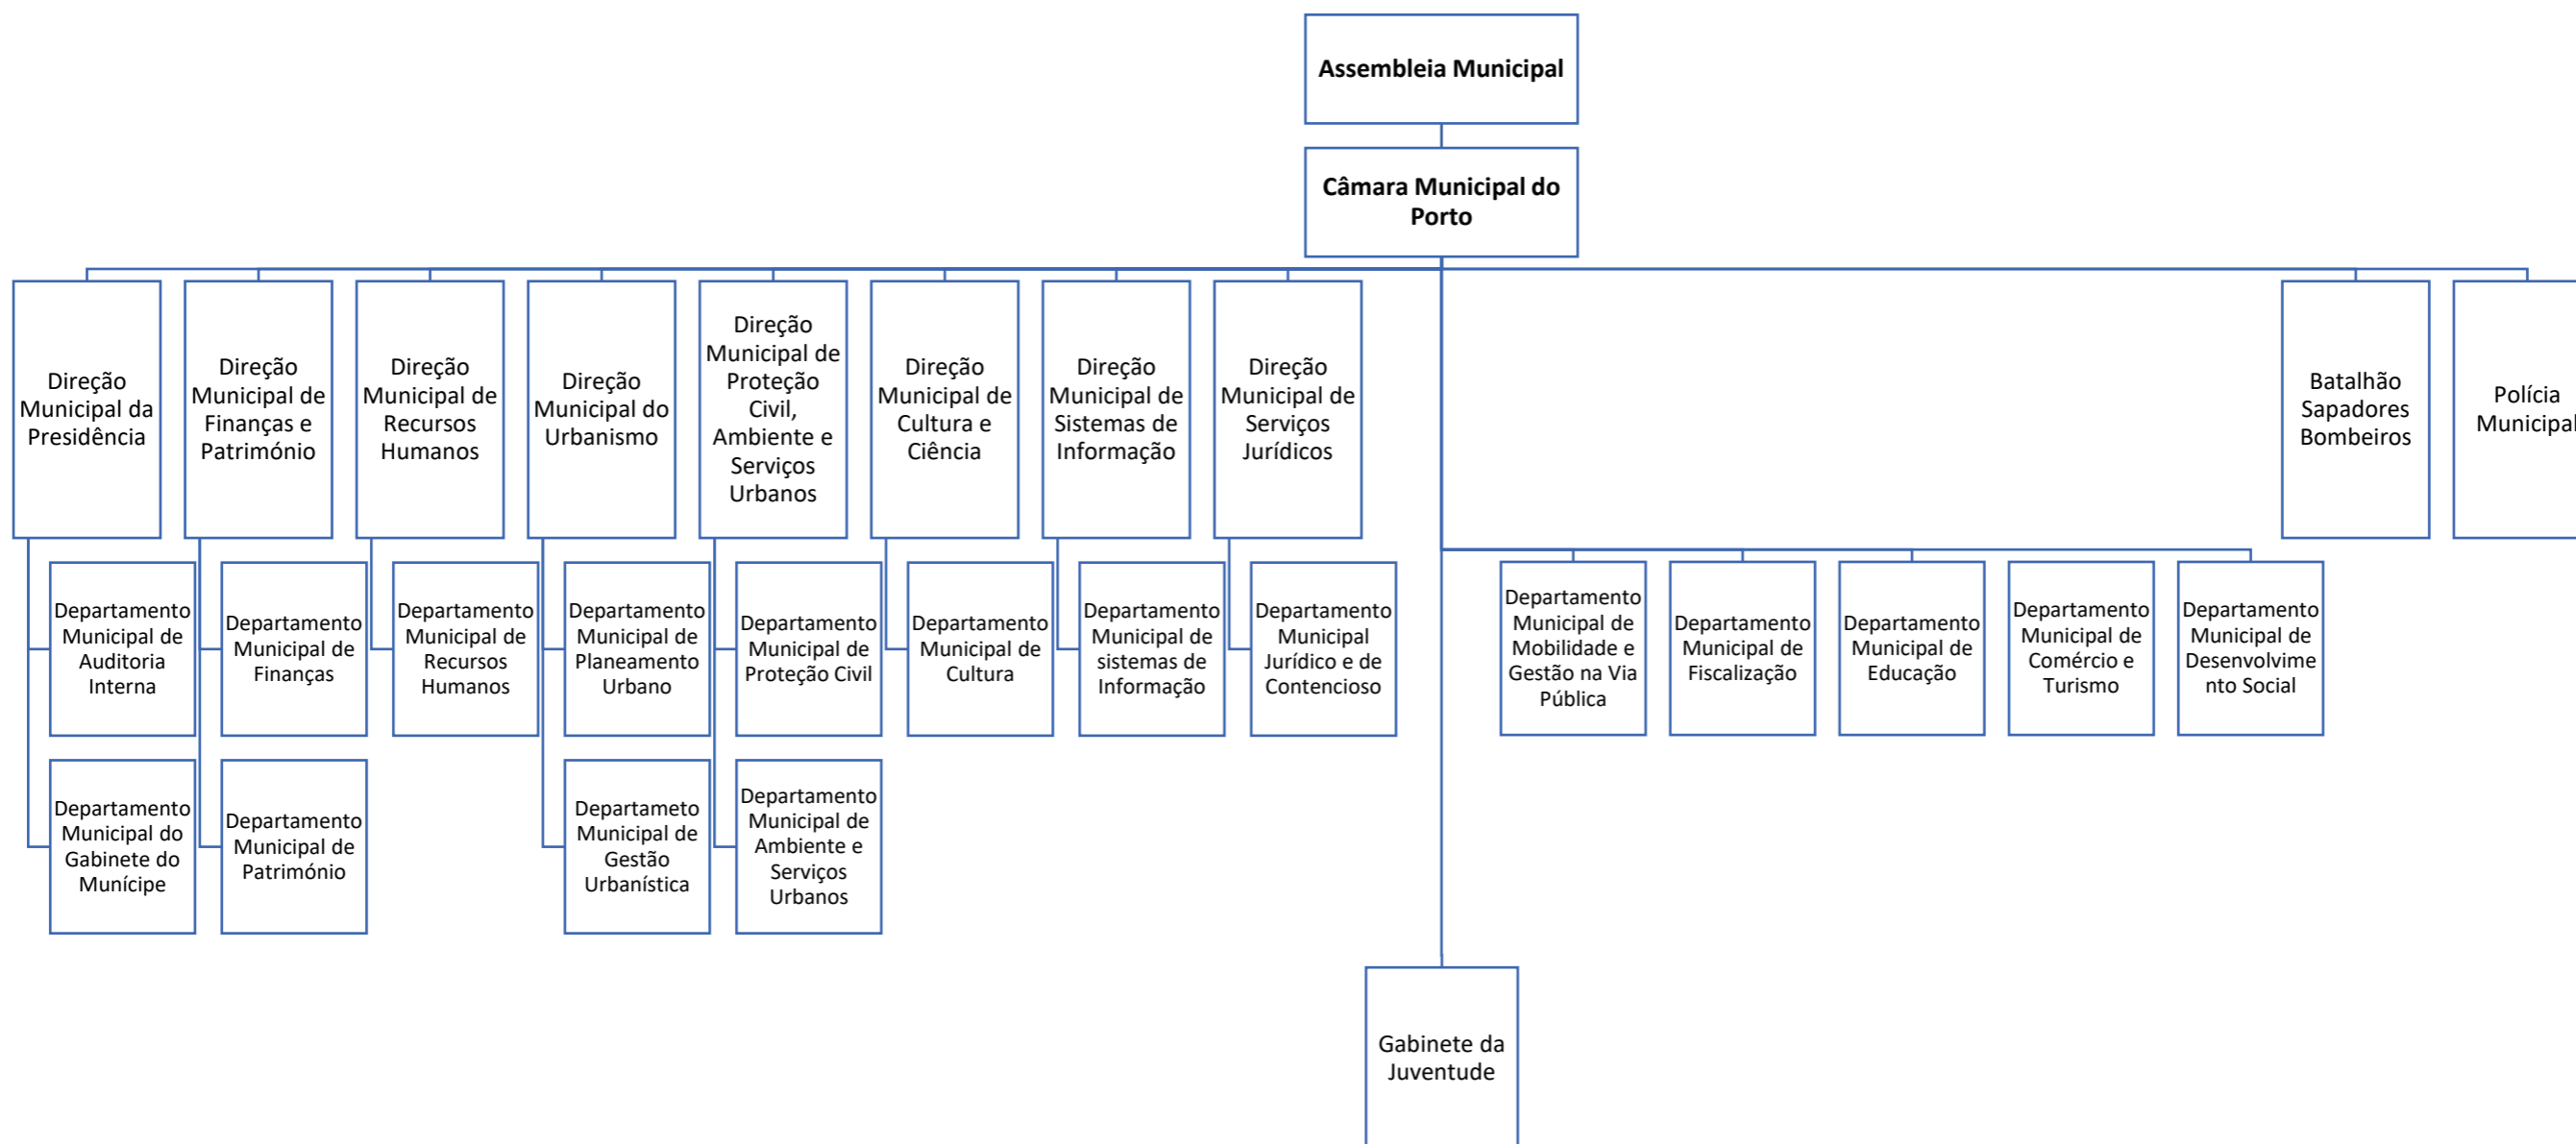 Assembleia Municipal
Câmara Municipal do
Porto
Direção
Municipal da
Presidência
Direção
Municipal de
Finanças e
Património
Direção
Municipal de
Recursos
Humanos
Direção
Municipal do
Urbanismo
Direção
Municipal de
Proteção
Civil,
Ambiente e
Serviços
Urbanos
Direção
Municipal de
Cultura e
Ciência
Direção
Municipal de
Sistemas de
Informação
Direção
Municipal de
Serviços
Jurídicos
Batalhão
Sapadores
Bombeiros
Polícia
Municipal
Departamento
Municipal de
Auditoria
Interna
Departamento
Municipal de
Finanças
Departamento
Municipal de
Recursos
Humanos
Departamento
Municipal de
Planeamento
Urbano
Departamento
Municipal de
Proteção Civil
Departamento
Municipal de
Cultura
Departamento
Municipal de
sistemas de
Informação
Departamento
Municipal
Jurídico e de
Contencioso
Departamento
Municipal de
Mobilidade e
Gestão na Via
Pública
Departamento
Municipal de
Fiscalização
Departamento
Municipal de
Educação
Departamento
Municipal de
Comércio e
Turismo
Departamento
Municipal de
Desenvolvime
nto Social
Departamento
Municipal do
Gabinete do
Munícipe
Departamento
Municipal de
Património
Departameto
Municipal de
Gestão
Urbanística
Departamento
Municipal de
Ambiente e
Serviços
Urbanos
Gabinete da
Juventude